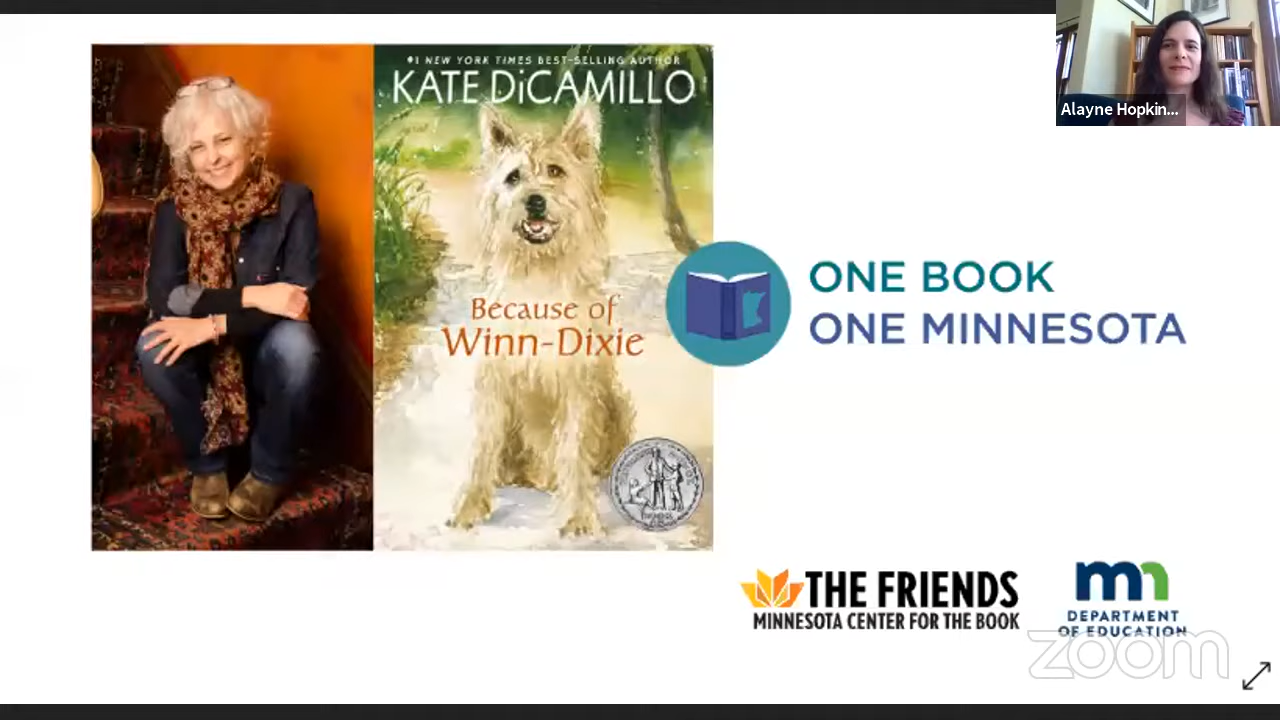 #1 NEW YORK TIMES BEST-SELLING AUTHOR
KATE DiCAMILLO
Because of
Winn-Dixie
ONE BOOK
ONE MINNESOTA
THE FRIENDS
MINNESOTA CENTER FOR THE BOOK
mn
DEPARTMENT
OF EDUCATION
zoom
Alayne Hopkin...